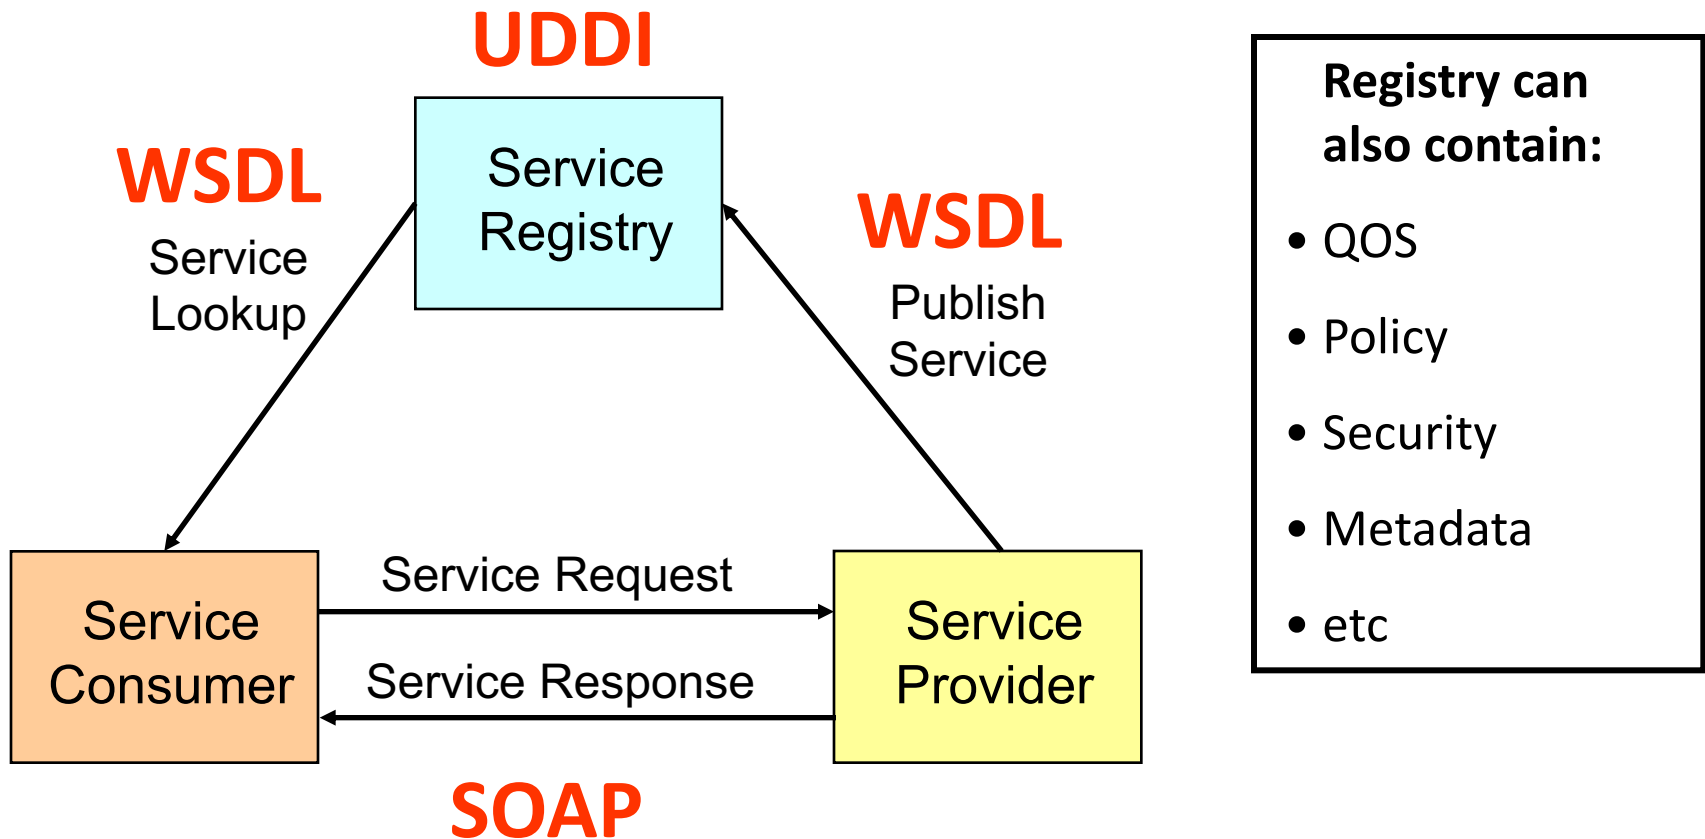 UDDI
Service
Registry
WSDL
Service
Lookup
WSDL
Publish
Service
Service Request
Service
Consumer
Service
Provider
Service Response
SOAP
Registry can
also contain:
• QOS
• Policy
• Security
• Metadata
• etc